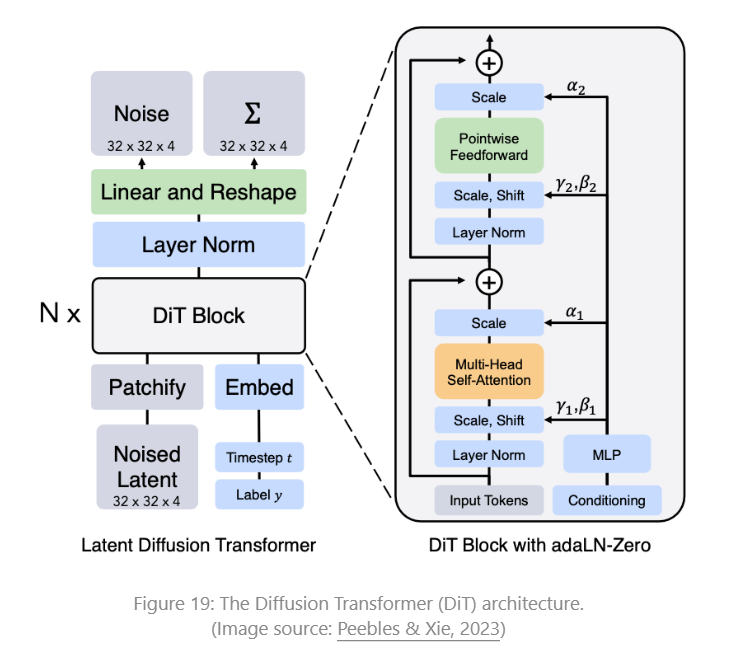 Noise
32 x 32 x 4
Σ
32 x 32 x 4
Linear and Reshape
Layer Norm
N x
DiT Block
Patchify
Embed
Noised
Latent
32 x 32 x 4
Timestep t
Label y
Latent Diffusion Transformer
+
Scale
α₂
Pointwise
Feedforward
Scale, Shift
γ₂,β₂
Layer Norm
+
Scale
α₁
Multi-Head
Self-Attention
Scale, Shift
γ₁,β₁
Layer Norm
MLP
Input Tokens
Conditioning
DiT Block with adaLN-Zero
Figure 19: The Diffusion Transformer (DiT) architecture.
(Image source: Peebles & Xie, 2023)